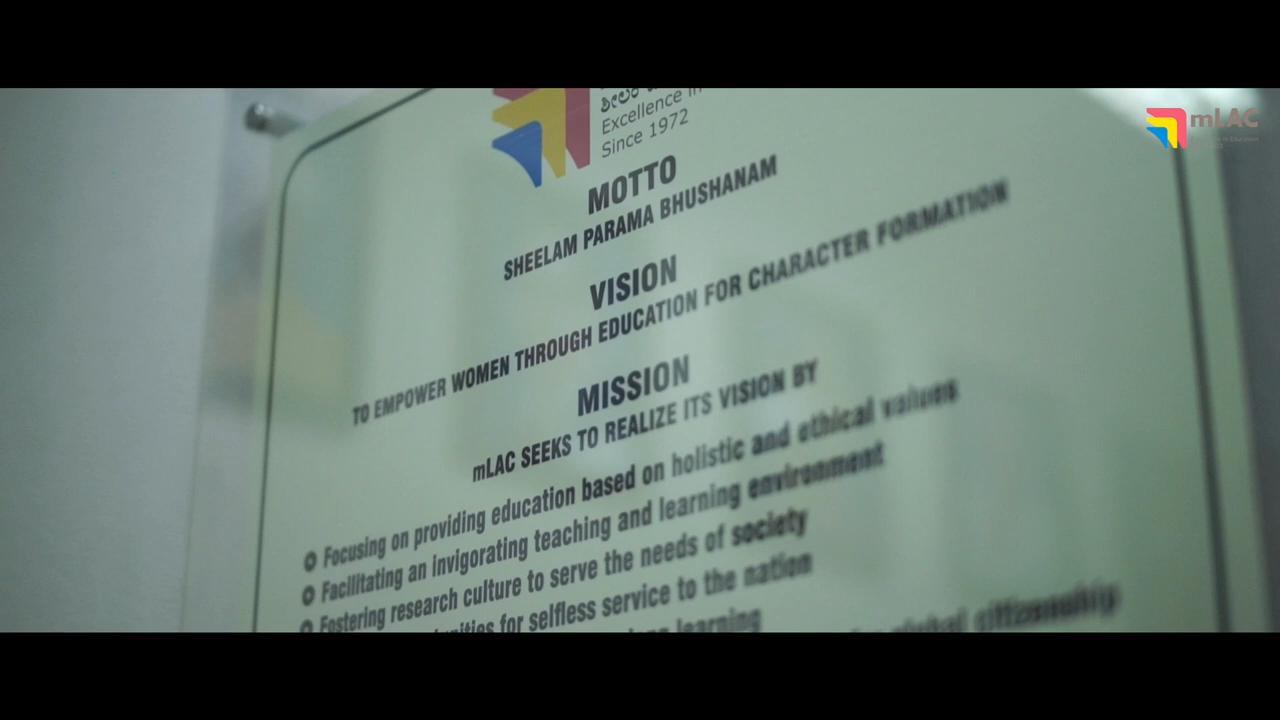 Excellence in
Since 1972
MOTTO
SHEELAM PARAMA BHUSHANAM
VISION
TO EMPOWER WOMEN THROUGH EDUCATION FOR CHARACTER FORMATION
MISSION
mLAC SEEKS TO REALIZE ITS VISION BY
Focusing on providing education based on holistic and ethical values
Facilitating an invigorating teaching and learning environment
Fostering research culture to serve the needs of society
for selfless service to the nation
learning
global citizenship
mLAC